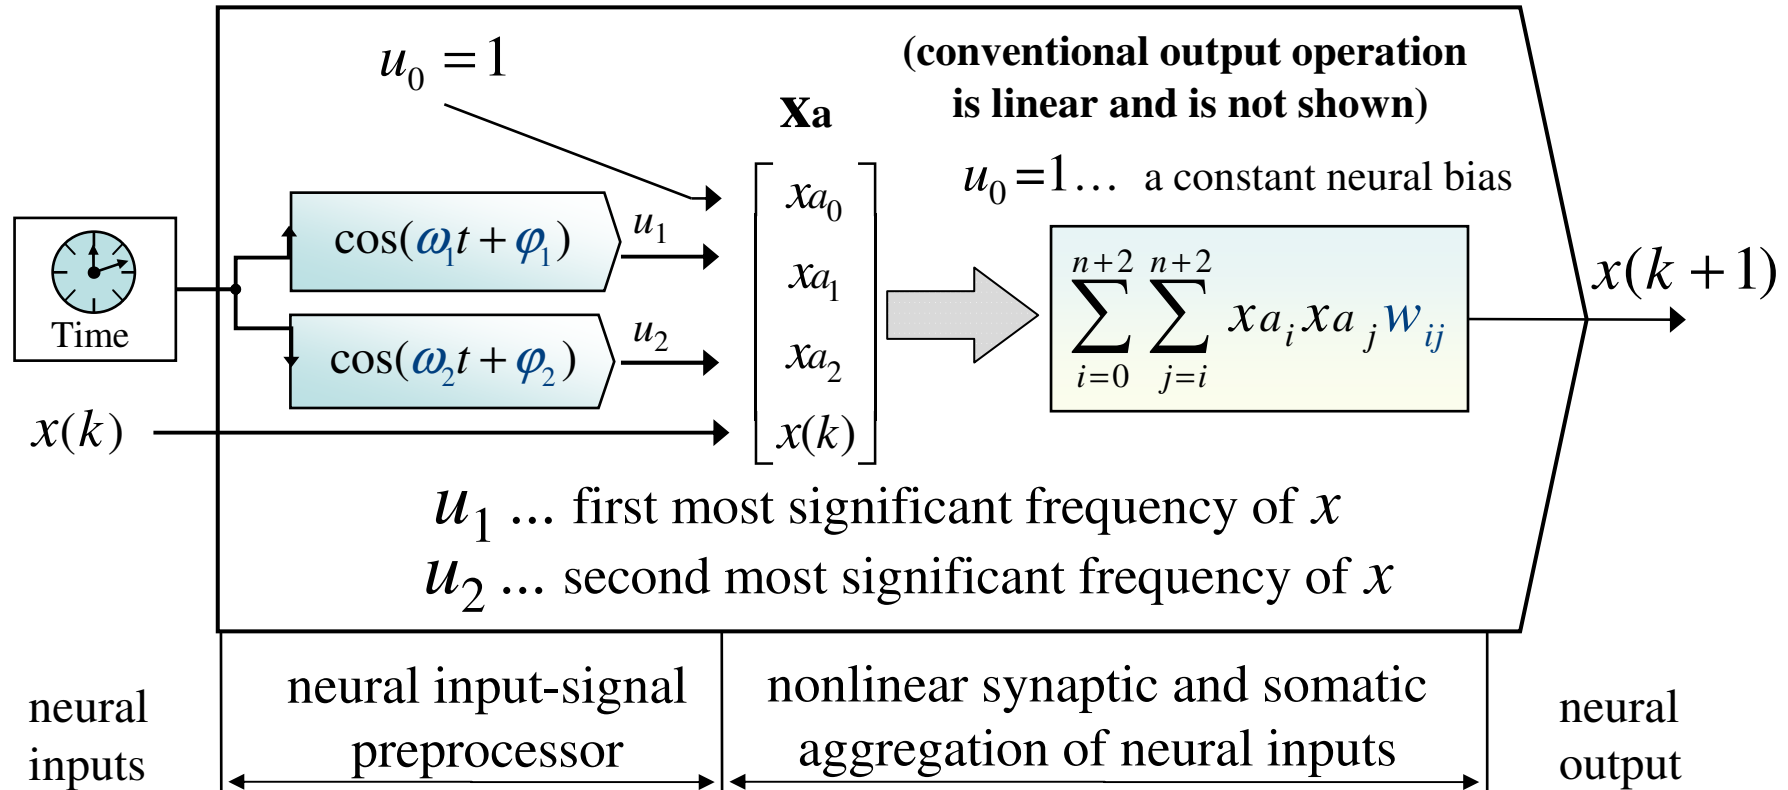 u₀ = 1
(conventional output operation
is linear and is not shown)
xa
u₀ =1… a constant neural bias
Time
cos(ω₁t + φ₁)
u₁
cos(ω₂t + φ₂)
u₂
x(k)
xa₀
xa₁
xa₂
x(k)
n+2 n+2
∑ ∑ xaᵢxaⱼwᵢⱼ
i=0 j=i
x(k +1)
u₁ ... first most significant frequency of x
u₂ ... second most significant frequency of x
neural
inputs
neural input-signal
preprocessor
nonlinear synaptic and somatic
aggregation of neural inputs
neural
output